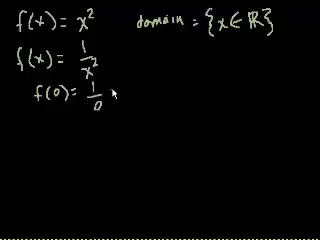 f(x) = x² domain = {x ∈ ℝ}
f(x) = 1/x²
f(0) = 1/0